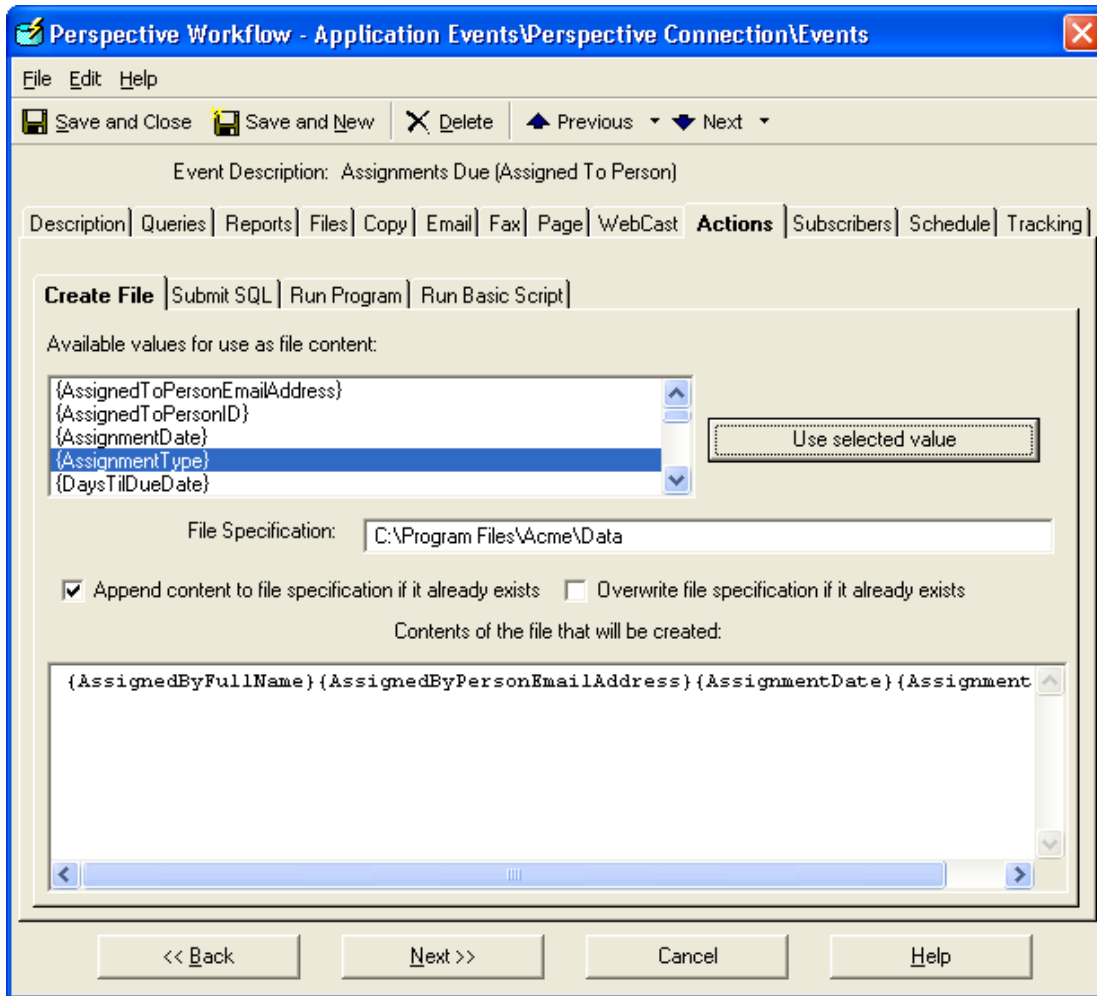 Perspective Workflow - Application Events\Perspective Connection\Events
File Edit Help
Save and Close Save and New Delete Previous Next
Event Description: Assignments Due (Assigned To Person)
Description Queries Reports Files Copy Email Fax Page WebCast Actions Subscribers Schedule Tracking
Create File Submit SQL Run Program Run Basic Script
Available values for use as file content:
{AssignedToPersonEmailAddress}
{AssignedToPersonID}
{AssignmentDate}
{AssignmentType}
{DaysTilDueDate}
Use selected value
File Specification: C:\Program Files\Acme\Data
Append content to file specification if it already exists Overwrite file specification if it already exists
Contents of the file that will be created:
{AssignedByFullName}{AssignedByPersonEmailAddress}{AssignmentDate}{Assignment
<< Back Next >> Cancel Help